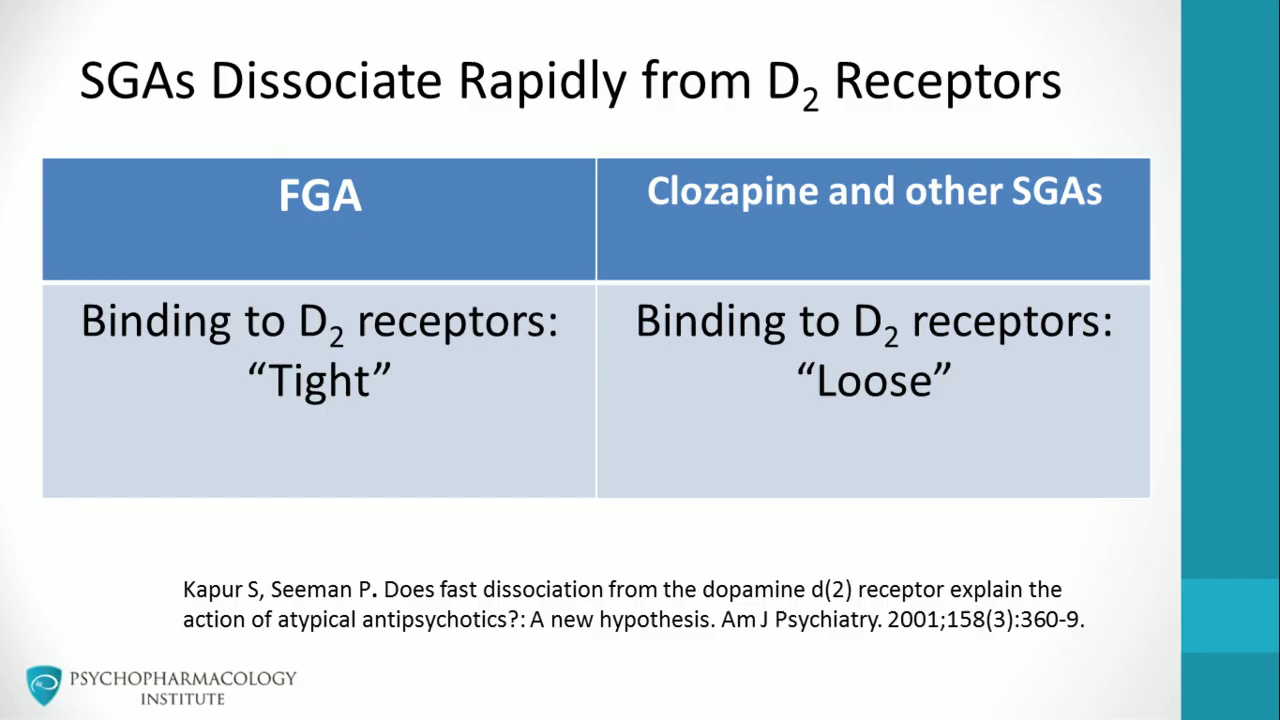 SGAs Dissociate Rapidly from D₂ Receptors
FGA
Clozapine and other SGAs
Binding to D₂ receptors:
“Tight”
Binding to D₂ receptors:
“Loose”
Kapur S, Seeman P. Does fast dissociation from the dopamine d(2) receptor explain the
action of atypical antipsychotics?: A new hypothesis. Am J Psychiatry. 2001;158(3):360-9.
PSYCHOPHARMACOLOGY
INSTITUTE